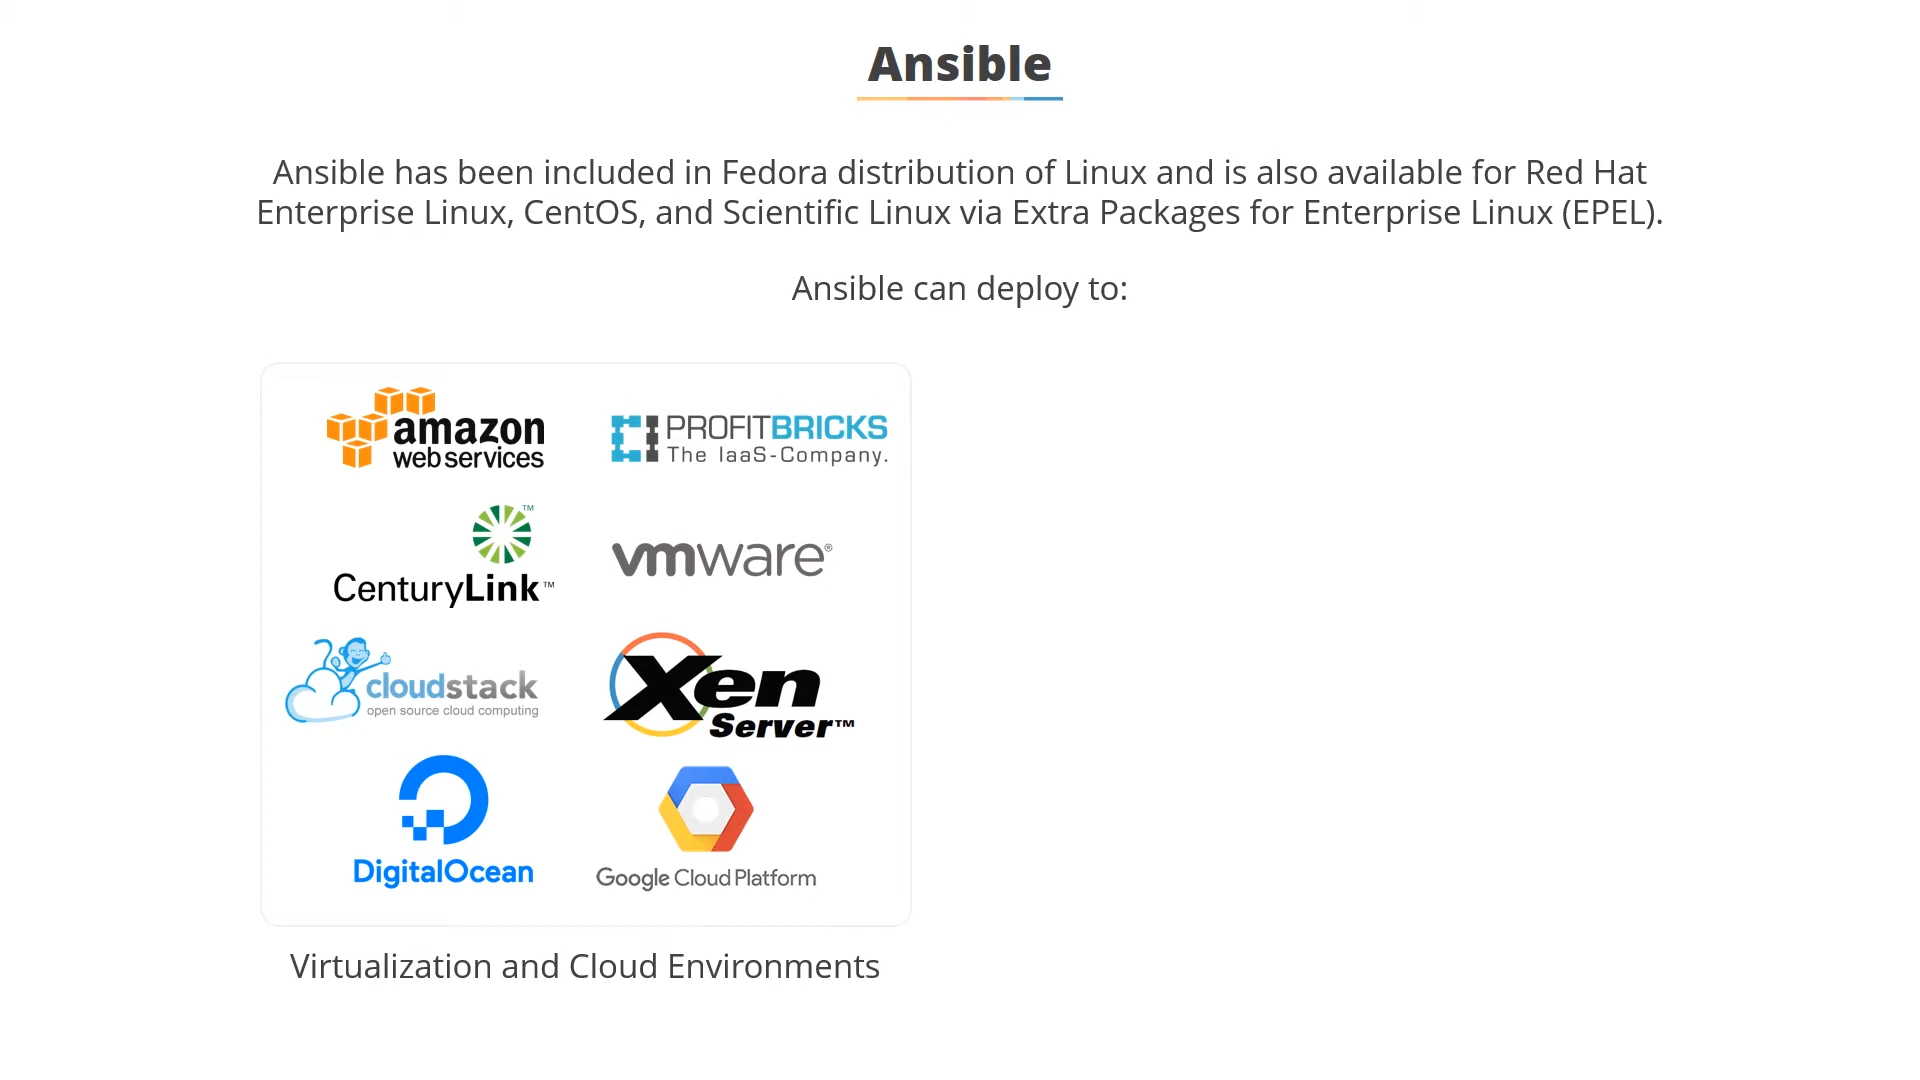 Ansible
Ansible has been included in Fedora distribution of Linux and is also available for Red Hat
Enterprise Linux, CentOS, and Scientific Linux via Extra Packages for Enterprise Linux (EPEL).
Ansible can deploy to:
amazon
web services
PROFITBRICKS
The IaaS-Company.
CenturyLink™
vmware®
cloudstack
open source cloud computing
Xen
Server™
DigitalOcean
Google Cloud Platform
Virtualization and Cloud Environments